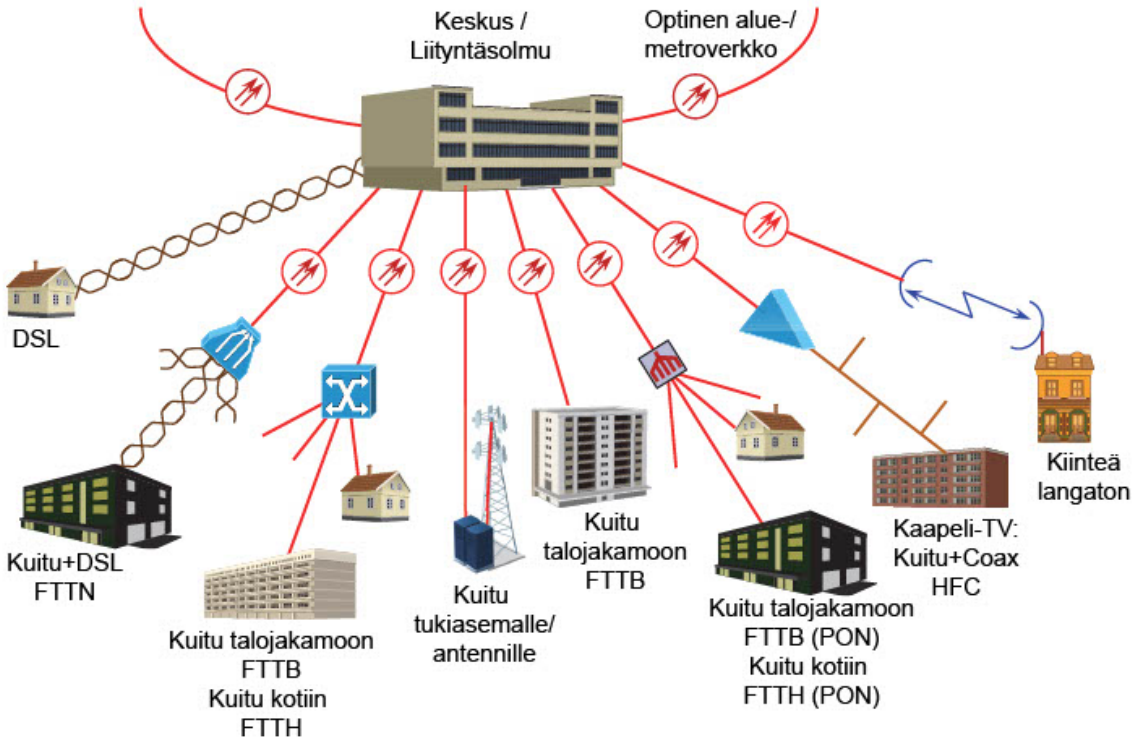 Keskus /
Liityntäsolmu
Optinen alue-/
metroverkko
DSL
Kuitu+DSL
FTTN
Kuitu talojakamoon
FTTB
Kuitu kotiin
FTTH
Kuitu
tukiasemalle/
antennille
Kuitu
talojakamoon
FTTB
Kuitu talojakamoon
FTTB (PON)
Kuitu kotiin
FTTH (PON)
Kaapeli-TV:
Kuitu+Coax
HFC
Kiinteä
langaton